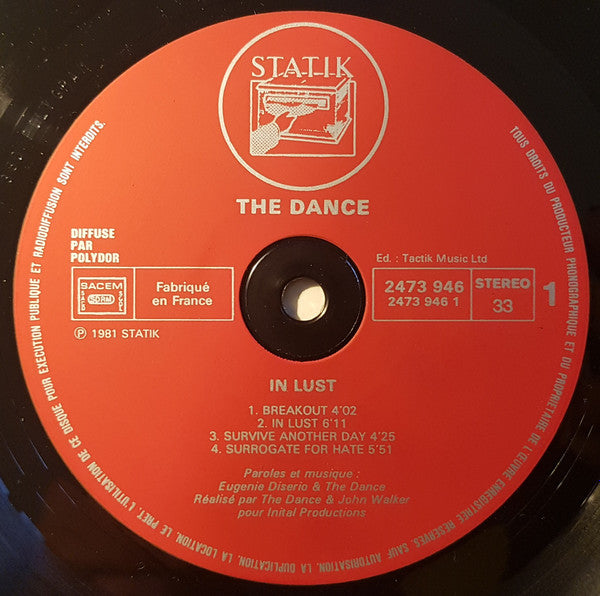 STATIK
THE DANCE
DIFFUSE
PAR
POLYDOR
SACEM
SDRM
Fabriqué
en France
℗ 1981 STATIK
Ed. : Tactik Music Ltd
2473 946
2473 946 1
STEREO
33
1
IN LUST
1. BREAKOUT 4'02
2. IN LUST 6'11
3. SURVIVE ANOTHER DAY 4'25
4. SURROGATE FOR HATE 5'51
Paroles et musique :
Eugenie Diserio & The Dance
Réalisé par The Dance & John Walker
pour Inital Productions
TOUS DROITS DU PRODUCTEUR PHONOGRAPHIQUE ET DU PROPRIETAIRE DE L'ŒUVRE ENREGISTREE RESERVES. SAUF AUTORISATION, LA DUPLICATION, LA LOCATION, LE PRET, L'UTILISATION DE CE DISQUE POUR EXECUTION PUBLIQUE ET RADIODIFFUSION SONT INTERDITS.